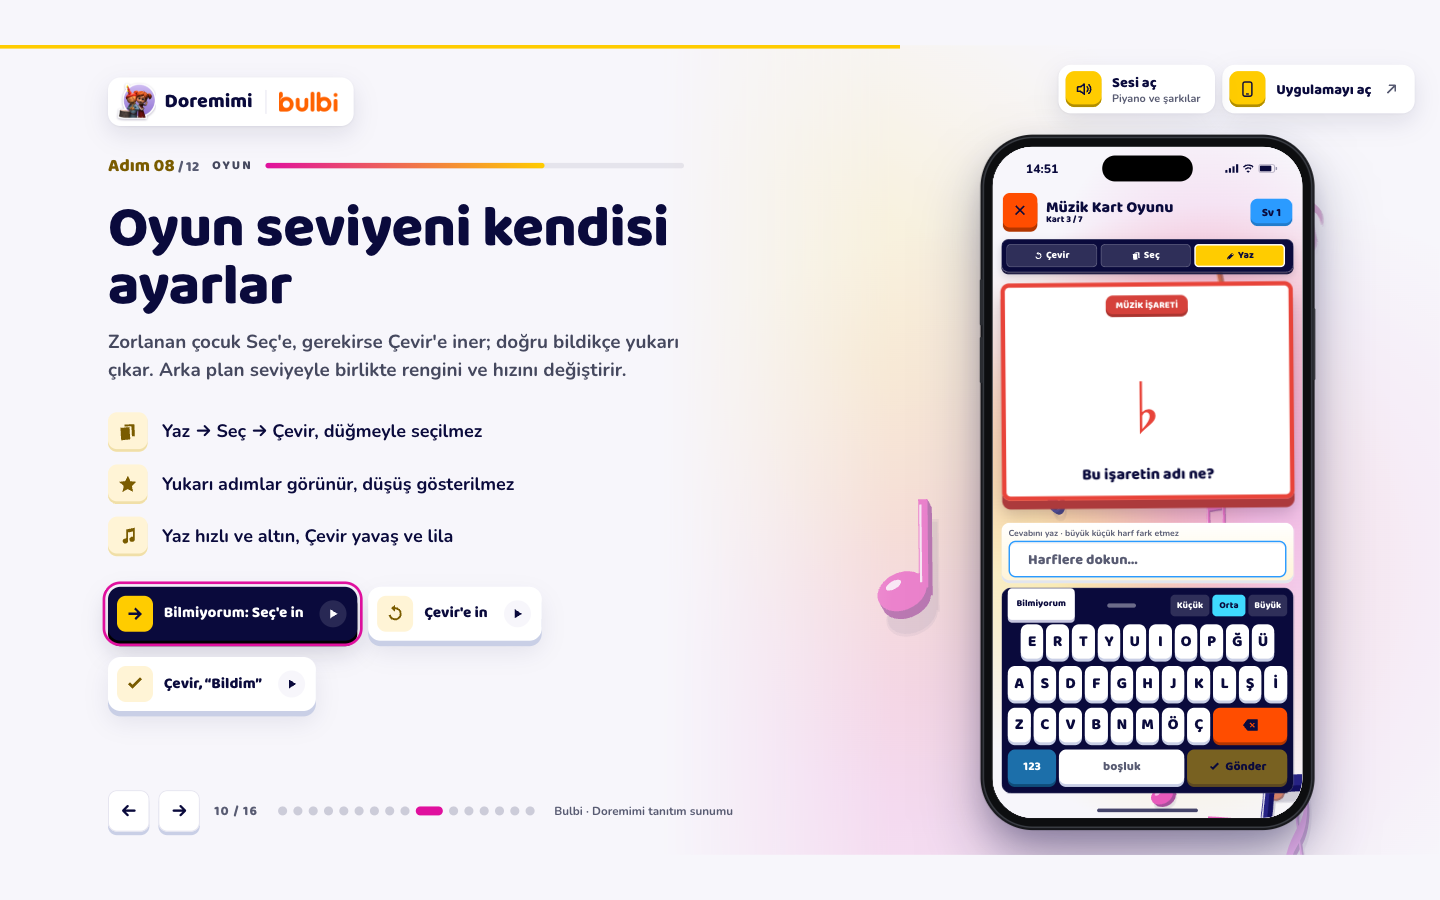 Doremimi bulbi
Sesi aç
Piyano ve şarkılar
Uygulamayı aç
Adım 08 / 12 OYUN
Oyun seviyeni kendisi
ayarlar
Zorlanan çocuk Seç'e, gerekirse Çevir'e iner; doğru bildikçe yukarı
çıkar. Arka plan seviyeyle birlikte rengini ve hızını değiştirir.
Yaz → Seç → Çevir, düğmeyle seçilmez
Yukarı adımlar görünür, düşüş gösterilmez
Yaz hızlı ve altın, Çevir yavaş ve lila
Bilmiyorum: Seç'e in
Çevir'e in
Çevir, “Bildim”
10 / 16
Bulbi · Doremimi tanıtım sunumu
14:51
Müzik Kart Oyunu
Kart 3 / 7
Sv 1
Çevir Seç Yaz
MÜZİK İŞARETİ
♭
Bu işaretin adı ne?
Cevabını yaz · büyük küçük harf fark etmez
Harflere dokun...
Bilmiyorum Küçük Orta Büyük
E R T Y U I O P Ğ Ü
A S D F G H J K L Ş İ
Z C V B N M Ö Ç
123 boşluk Gönder